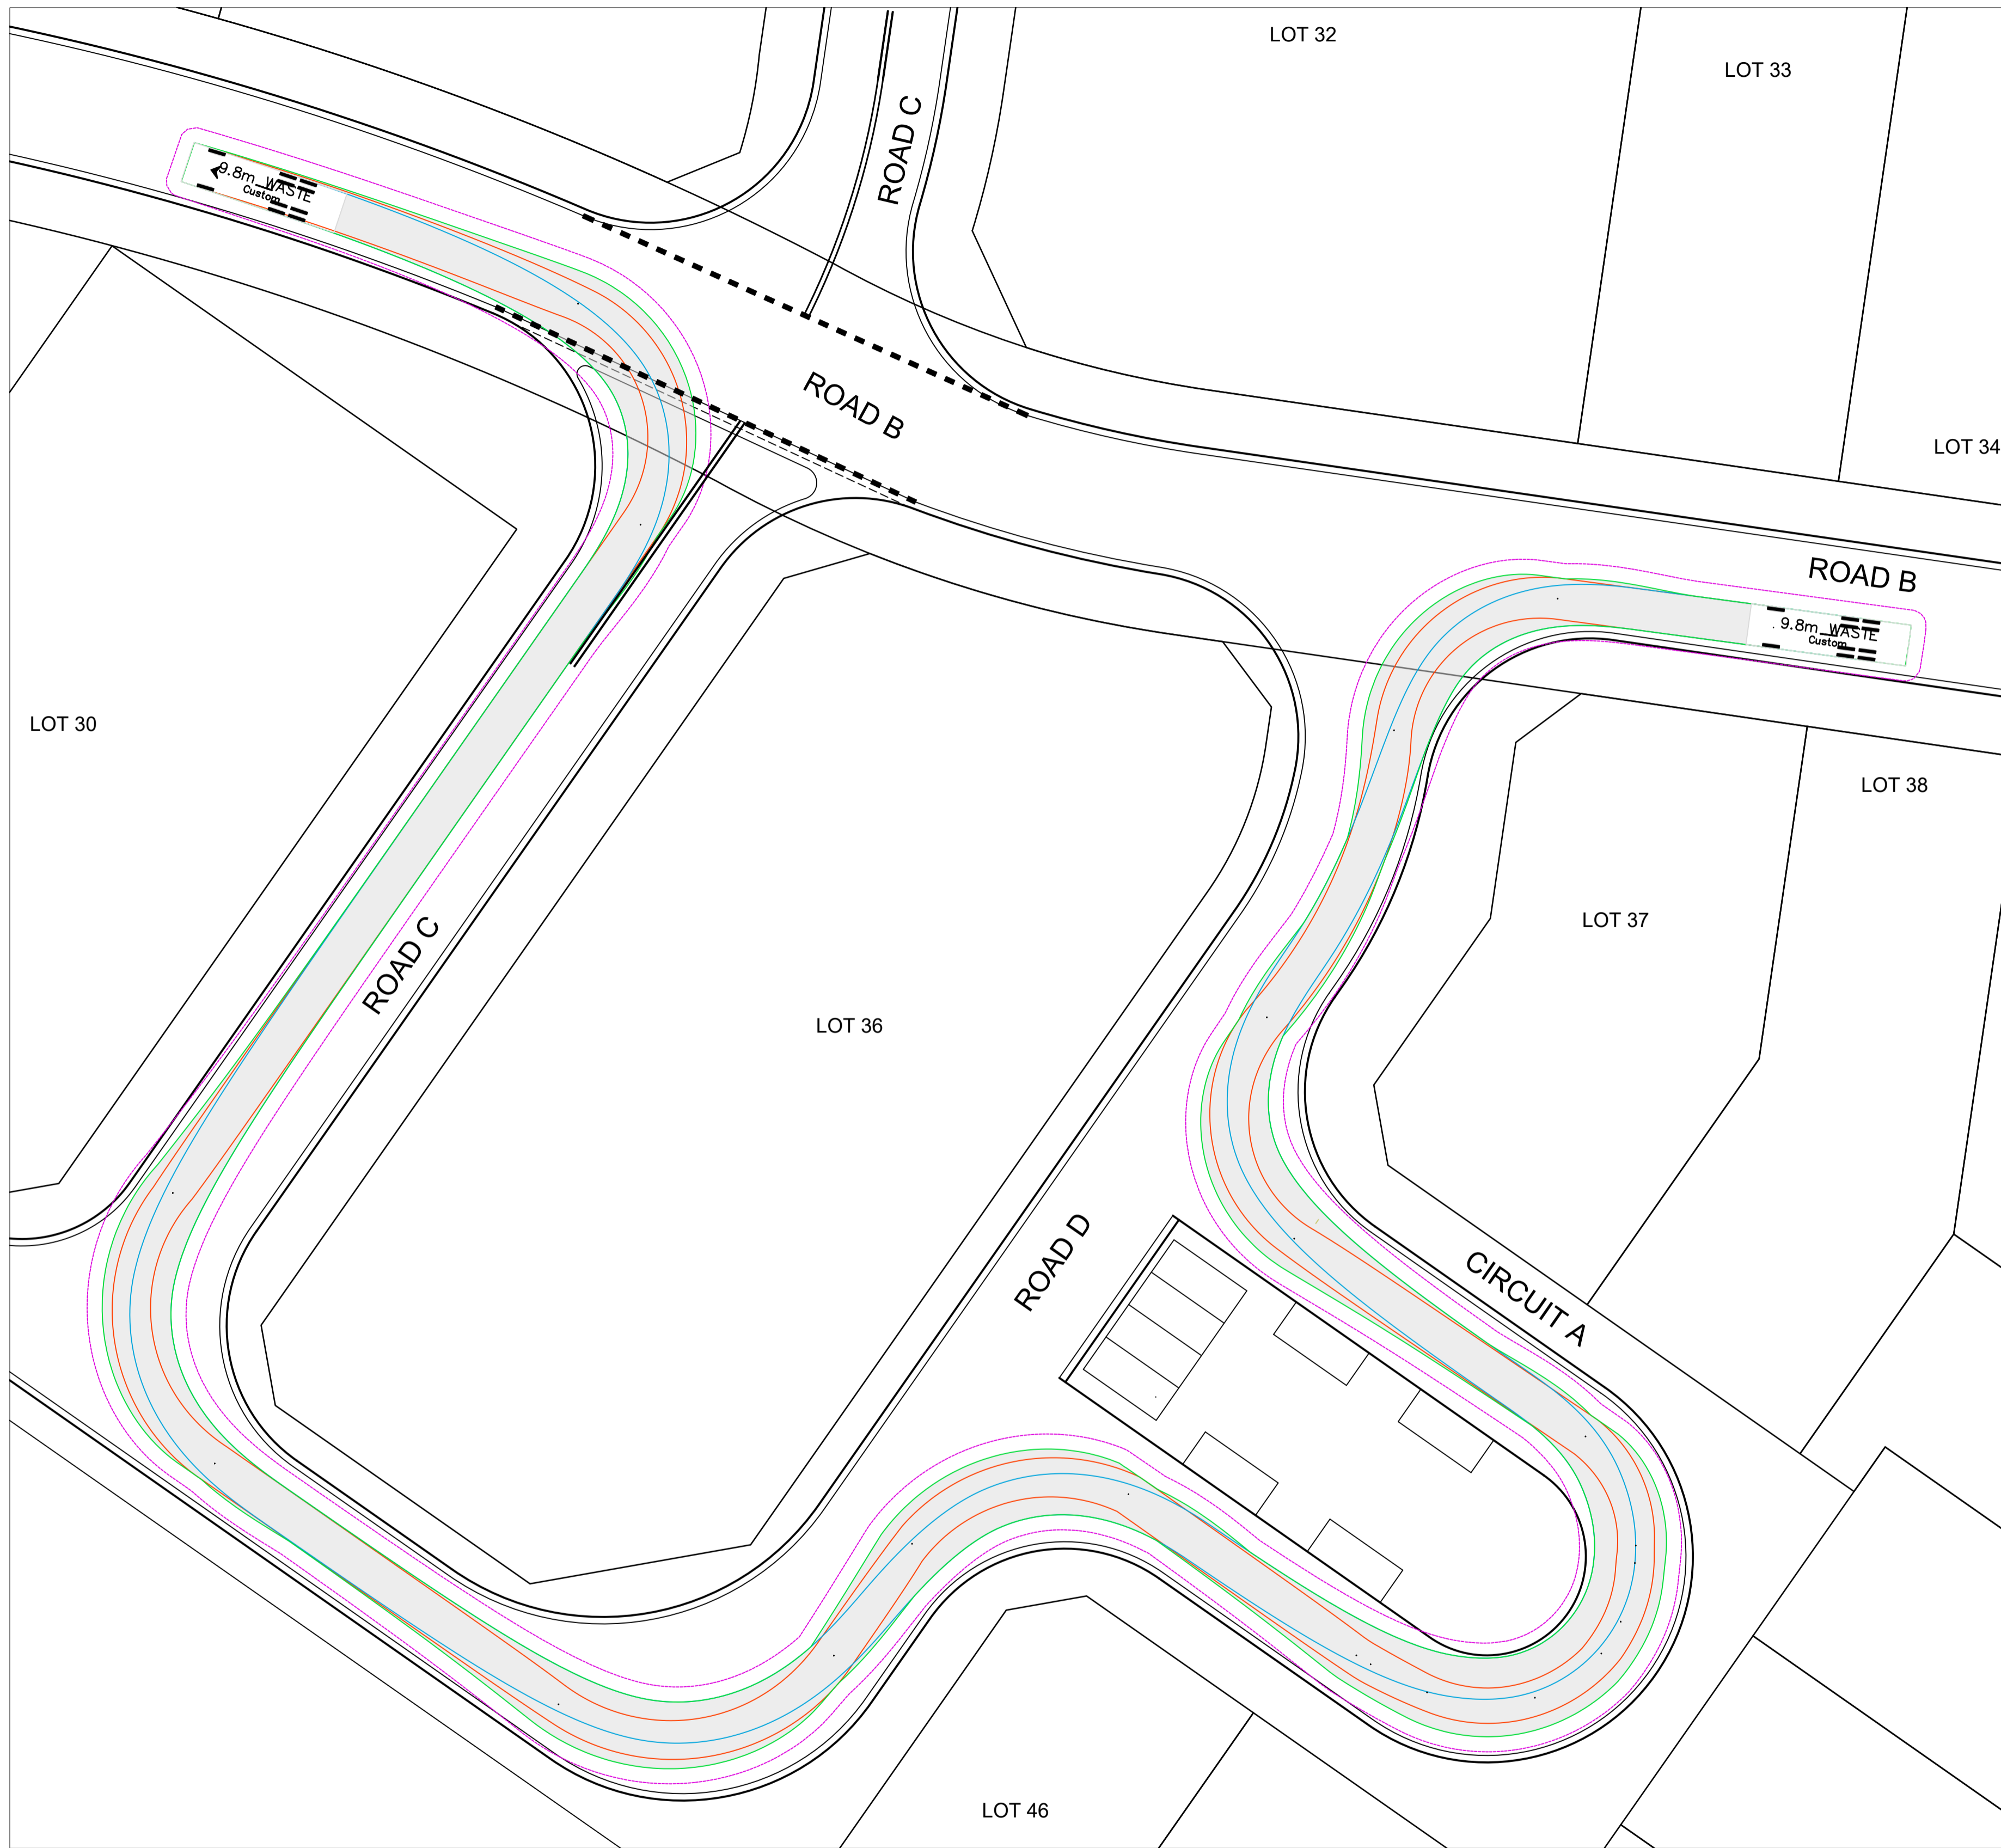 LOT 32
LOT 33
ROAD C
9.8m WASTE
Custom
ROAD B
LOT 34
ROAD B
9.8m WASTE
Custom
LOT 30
LOT 38
LOT 37
ROAD C
LOT 36
ROAD D
CIRCUIT A
LOT 46